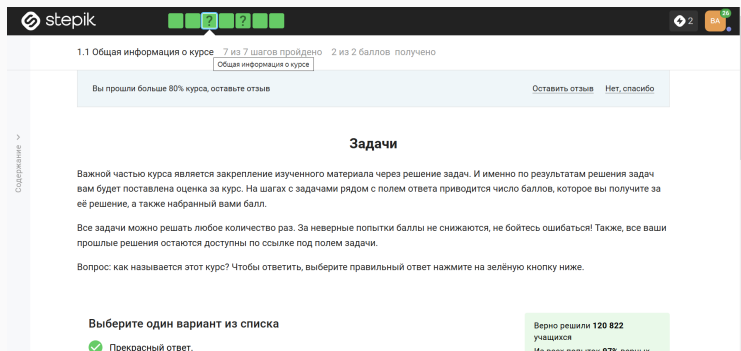 stepik
?
?
2
BA
26
1.1 Общая информация о курсе 7 из 7 шагов пройдено 2 из 2 баллов получено
Общая информация о курсе
Вы прошли больше 80% курса, оставьте отзыв
Оставить отзыв
Нет, спасибо
Содержание
Задачи
Важной частью курса является закрепление изученного материала через решение задач. И именно по результатам решения задач
вам будет поставлена оценка за курс. На шагах с задачами рядом с полем ответа приводится число баллов, которое вы получите за
её решение, а также набранный вами балл.
Все задачи можно решать любое количество раз. За неверные попытки баллы не снижаются, не бойтесь ошибаться! Также, все ваши
прошлые решения остаются доступны по ссылке под полем задачи.
Вопрос: как называется этот курс? Чтобы ответить, выберите правильный ответ нажмите на зелёную кнопку ниже.
Выберите один вариант из списка
Прекрасный ответ.
Верно решили 120 822
учащихся
Из всех попыток 97% верных